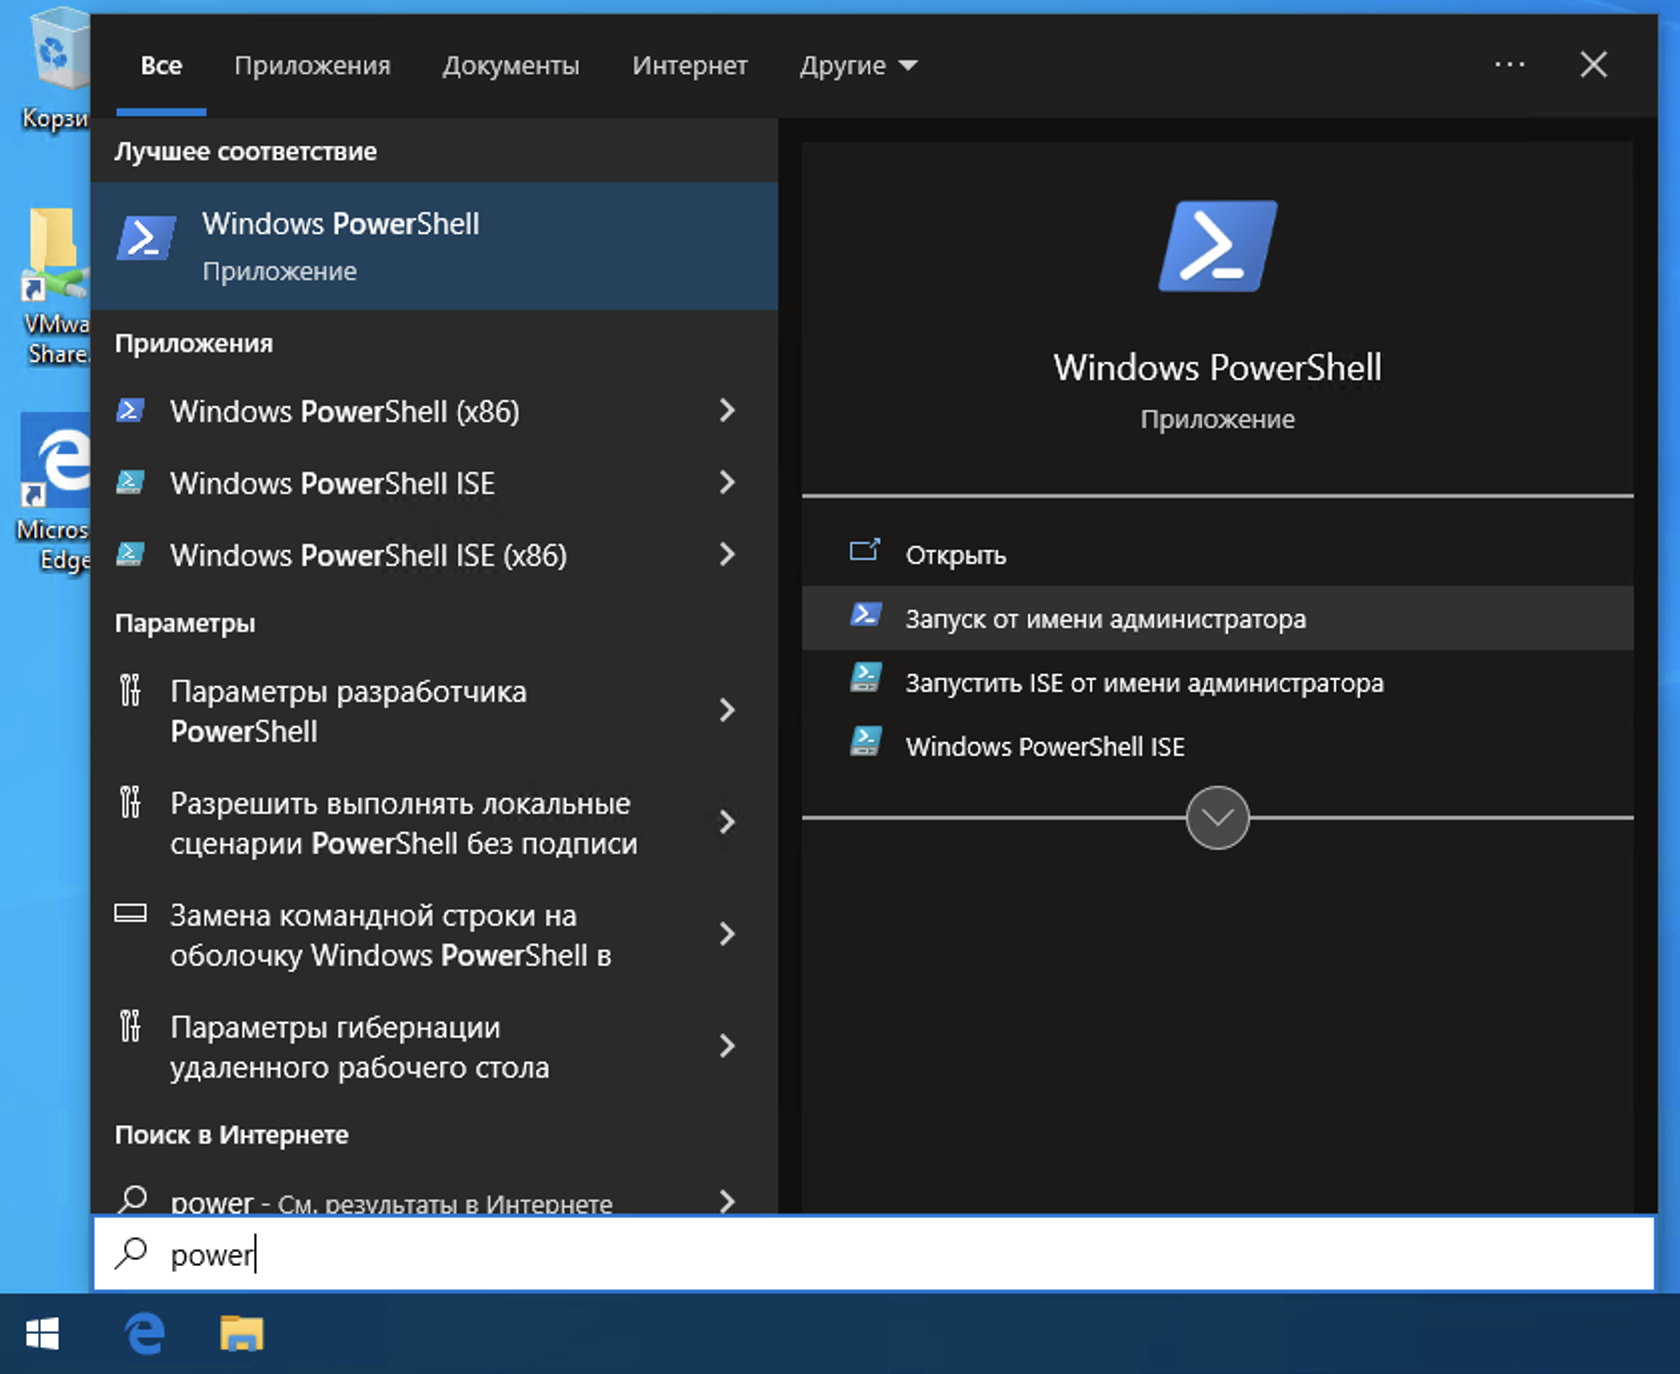 Все Приложения Документы Интернет Другие
Корзи
Лучшее соответствие
Windows PowerShell
Приложение
VMwa
Share.
Приложения
Windows PowerShell (x86)
Windows PowerShell ISE
Windows PowerShell ISE (x86)
Micros
Edge
Параметры
Параметры разработчика
PowerShell
Разрешить выполнять локальные
сценарии PowerShell без подписи
Замена командной строки на
оболочку Windows PowerShell в
Параметры гибернации
удаленного рабочего стола
Поиск в Интернете
power - См. результаты в Интернете
Windows PowerShell
Приложение
Открыть
Запуск от имени администратора
Запустить ISE от имени администратора
Windows PowerShell ISE
power